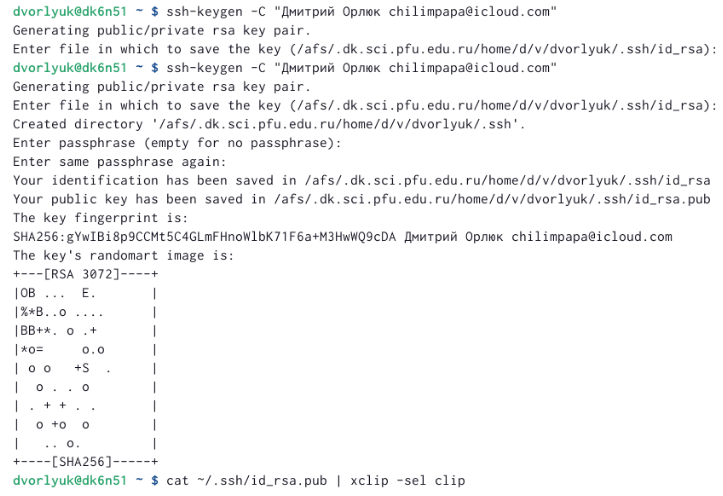 dvorlyuk@dk6n51 ~ $ ssh-keygen -C "Дмитрий Орлюк chilimpapa@icloud.com"
Generating public/private rsa key pair.
Enter file in which to save the key (/afs/.dk.sci.pfu.edu.ru/home/d/v/dvorlyuk/.ssh/id_rsa):
dvorlyuk@dk6n51 ~ $ ssh-keygen -C "Дмитрий Орлюк chilimpapa@icloud.com"
Generating public/private rsa key pair.
Enter file in which to save the key (/afs/.dk.sci.pfu.edu.ru/home/d/v/dvorlyuk/.ssh/id_rsa):
Created directory '/afs/.dk.sci.pfu.edu.ru/home/d/v/dvorlyuk/.ssh'.
Enter passphrase (empty for no passphrase):
Enter same passphrase again:
Your identification has been saved in /afs/.dk.sci.pfu.edu.ru/home/d/v/dvorlyuk/.ssh/id_rsa
Your public key has been saved in /afs/.dk.sci.pfu.edu.ru/home/d/v/dvorlyuk/.ssh/id_rsa.pub
The key fingerprint is:
SHA256:gYwIBi8p9CCMt5C4GLmFHnoWlbK71F6a+M3HwWQ9cDA Дмитрий Орлюк chilimpapa@icloud.com
The key's randomart image is:
+---[RSA 3072]----+
|OB ...  E.       |
|%*B..o ....      |
|BB+*. o .+       |
|*o=     o.o      |
| o o   +S  .     |
|  o . . o        |
| . + + . .       |
|  o +o  o        |
|   .. o.         |
+----[SHA256]-----+
dvorlyuk@dk6n51 ~ $ cat ~/.ssh/id_rsa.pub | xclip -sel clip